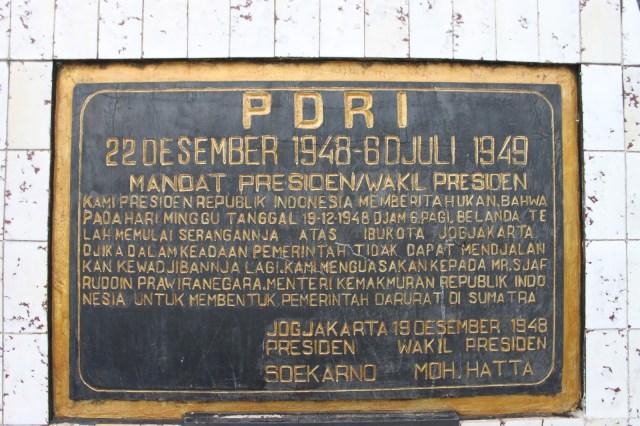 PDRI
22 DESEMBER 1948-6 DJULI 1949
MANDAT PRESIDEN/WAKIL PRESIDEN
KAMI PRESIDEN REPUBLIK INDONESIA MEMBERITAHUKAN, BAHWA
PADA HARI MINGGU TANGGAL 19-12-1948 DJAM 6. PAGI, BELANDA TE
LAH MEMULAI SERANGANNJA ATAS IBUKOTA JOGJAKARTA
DJIKA DALAM KEADAAN PEMERINTAH TIDAK DAPAT MENDJALAN
KAN KEWADJIBANNJA LAGI, KAMI MENGUASAKAN KEPADA MR. SJAF
RUDDIN PRAWIRANEGARA, MENTERI KEMAKMURAN REPUBLIK INDO
NESIA UNTUK MEMBENTUK PEMERINTAH DARURAT DI SUMATRA
JOGJAKARTA 19 DESEMBER 1948
PRESIDEN WAKIL PRESIDEN
SOEKARNO MOH. HATTA